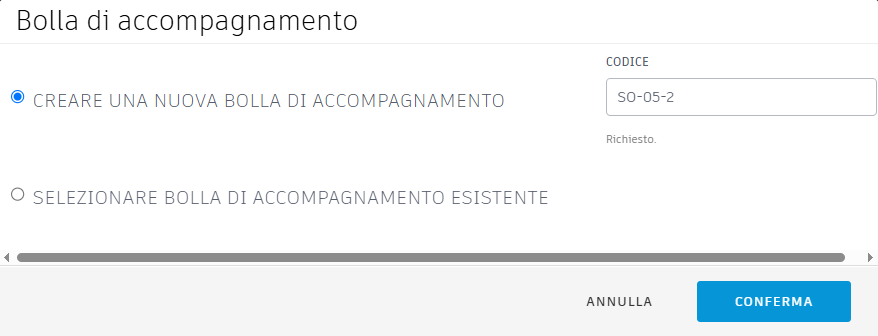 Bolla di accompagnamento
CODICE
CREARE UNA NUOVA BOLLA DI ACCOMPAGNAMENTO
SO-05-2
Richiesto.
SELEZIONARE BOLLA DI ACCOMPAGNAMENTO ESISTENTE
ANNULLA
CONFERMA